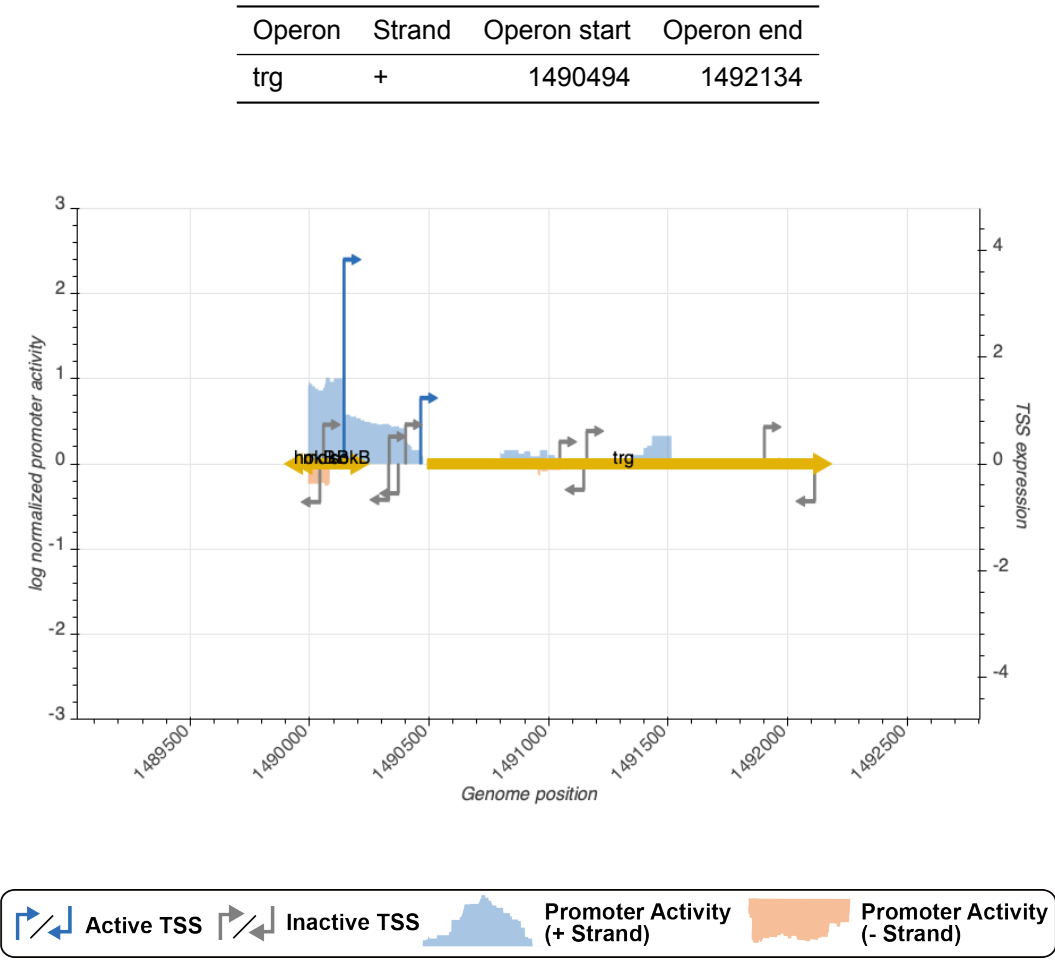 Operon Strand Operon start Operon end
trg + 1490494 1492134
3
2
1
0
-1
-2
-3
log normalized promoter activity
4
2
0
-2
-4
TSS expression
trg
1489500 1490000 1490500 1491000 1491500 1492000 1492500
Genome position
Active TSS
Inactive TSS
Promoter Activity
(+ Strand)
Promoter Activity
(- Strand)